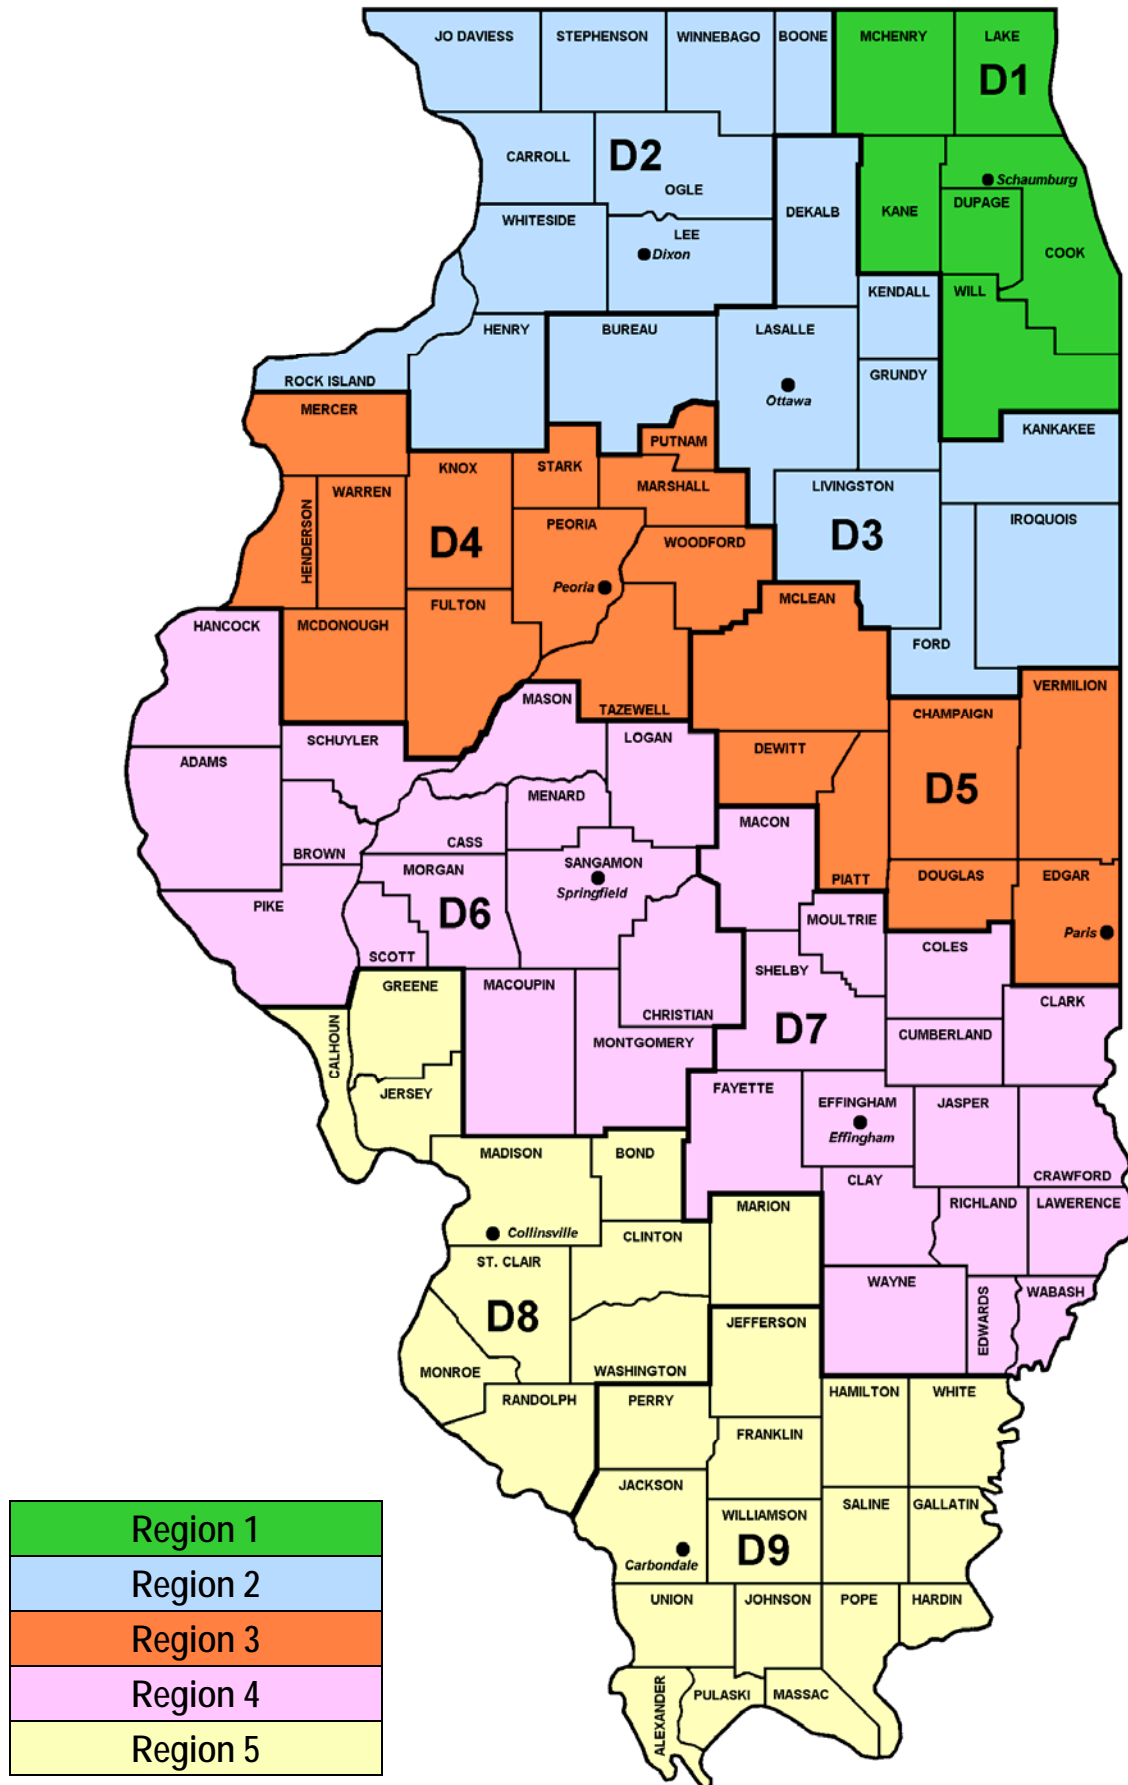 JO DAVIESS
STEPHENSON
WINNEBAGO
BOONE
MCHENRY
LAKE
D1
CARROLL
D2
OGLE
DEKALB
KANE
Schaumburg
DUPAGE
COOK
WHITESIDE
LEE
Dixon
KENDALL
WILL
HENRY
BUREAU
LASALLE
GRUNDY
ROCK ISLAND
Ottawa
MERCER
KANKAKEE
PUTNAM
KNOX
STARK
MARSHALL
LIVINGSTON
WARREN
HENDERSON
D4
PEORIA
WOODFORD
D3
IROQUOIS
Peoria
FULTON
MCLEAN
HANCOCK
MCDONOUGH
FORD
MASON
TAZEWELL
VERMILION
CHAMPAIGN
SCHUYLER
LOGAN
DEWITT
ADAMS
MENARD
D5
MACON
BROWN
CASS
SANGAMON
Springfield
MORGAN
PIATT
DOUGLAS
EDGAR
PIKE
D6
MOULTRIE
Paris
SCOTT
COLES
SHELBY
GREENE
MACOUPIN
CHRISTIAN
CLARK
CALHOUN
MONTGOMERY
D7
CUMBERLAND
JERSEY
FAYETTE
EFFINGHAM
Effingham
JASPER
MADISON
BOND
CLAY
CRAWFORD
MARION
RICHLAND
LAWERENCE
Collinsville
CLINTON
ST. CLAIR
WAYNE
EDWARDS
WABASH
D8
JEFFERSON
MONROE
WASHINGTON
RANDOLPH
PERRY
HAMILTON
WHITE
FRANKLIN
JACKSON
WILLIAMSON
SALINE
GALLATIN
D9
Carbondale
UNION
JOHNSON
POPE
HARDIN
ALEXANDER
PULASKI
MASSAC
Region 1
Region 2
Region 3
Region 4
Region 5